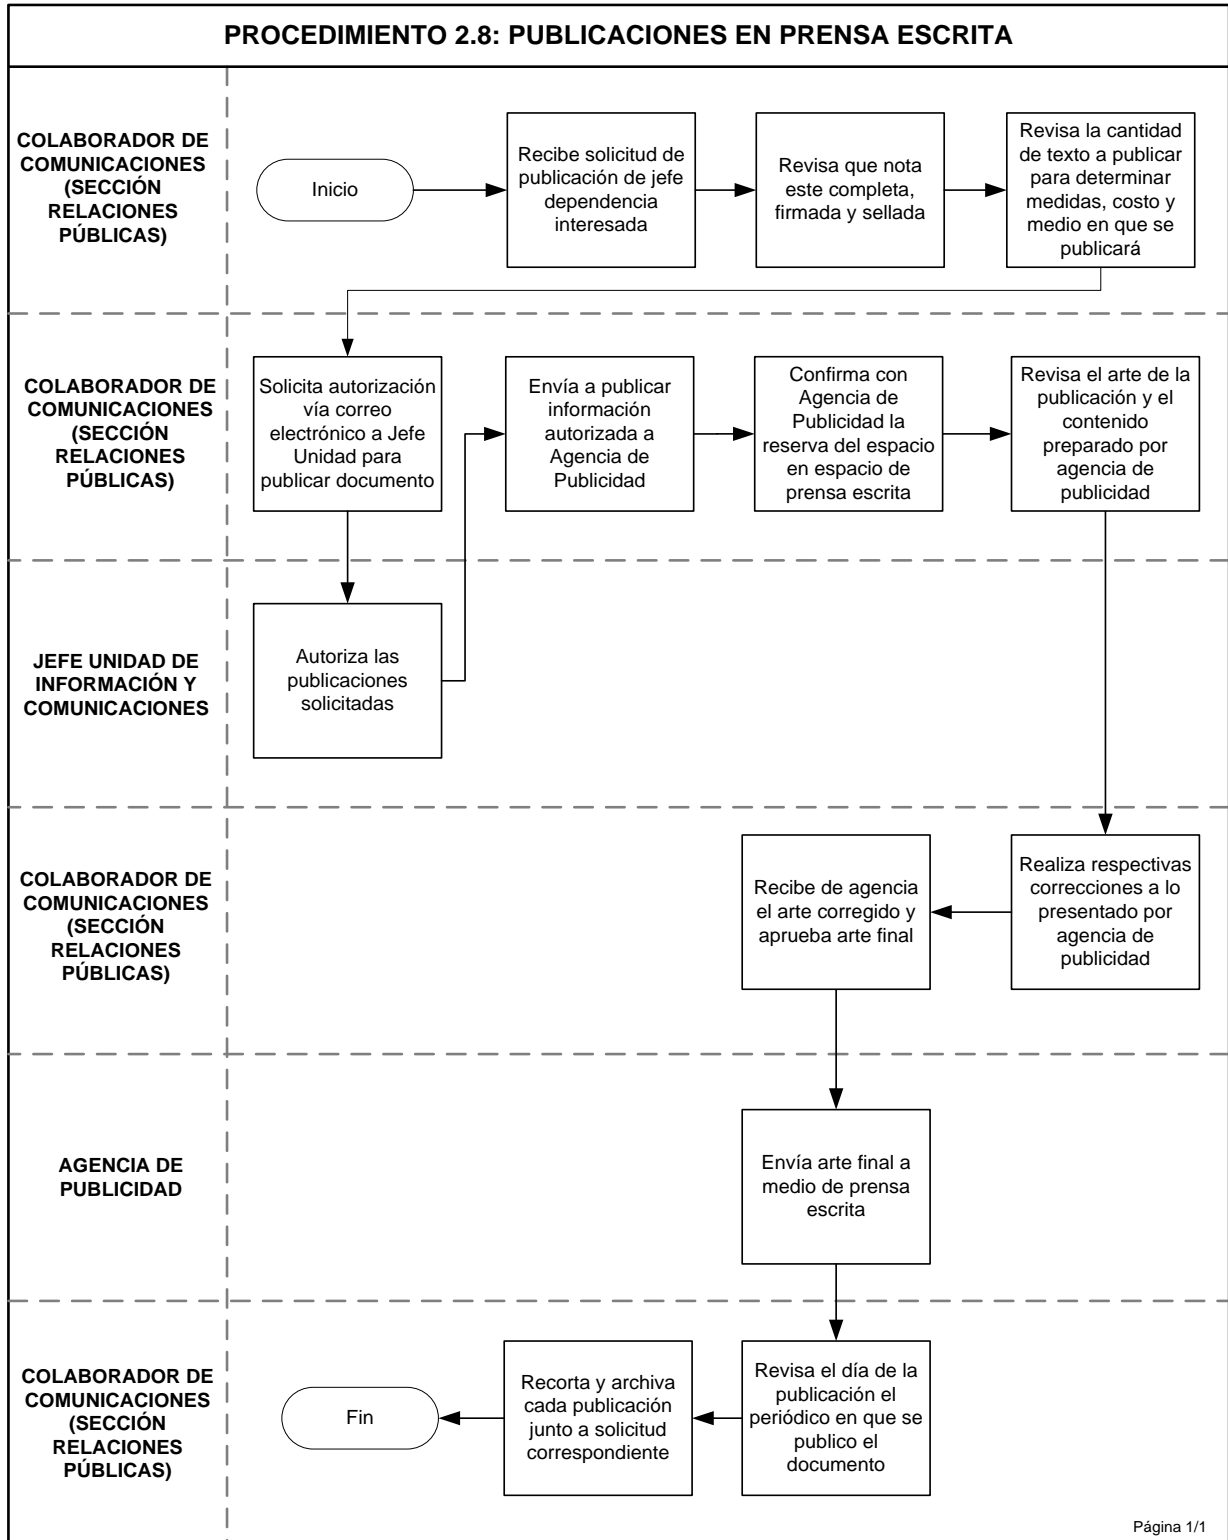 PROCEDIMIENTO 2.8: PUBLICACIONES EN PRENSA ESCRITA
COLABORADOR DE
COMUNICACIONES
(SECCIÓN
RELACIONES
PÚBLICAS)
Inicio
Recibe solicitud de
publicación de jefe
dependencia
interesada
Revisa que nota
este completa,
firmada y sellada
Revisa la cantidad
de texto a publicar
para determinar
medidas, costo y
medio en que se
publicará
COLABORADOR DE
COMUNICACIONES
(SECCIÓN
RELACIONES
PÚBLICAS)
Solicita autorización
vía correo
electrónico a Jefe
Unidad para
publicar documento
Envía a publicar
información
autorizada a
Agencia de
Publicidad
Confirma con
Agencia de
Publicidad la
reserva del espacio
en espacio de
prensa escrita
Revisa el arte de la
publicación y el
contenido
preparado por
agencia de
publicidad
JEFE UNIDAD DE
INFORMACIÓN Y
COMUNICACIONES
Autoriza las
publicaciones
solicitadas
COLABORADOR DE
COMUNICACIONES
(SECCIÓN
RELACIONES
PÚBLICAS)
Recibe de agencia
el arte corregido y
aprueba arte final
Realiza respectivas
correcciones a lo
presentado por
agencia de
publicidad
AGENCIA DE
PUBLICIDAD
Envía arte final a
medio de prensa
escrita
COLABORADOR DE
COMUNICACIONES
(SECCIÓN
RELACIONES
PÚBLICAS)
Fin
Recorta y archiva
cada publicación
junto a solicitud
correspondiente
Revisa el día de la
publicación el
periódico en que se
publico el
documento
Página 1/1